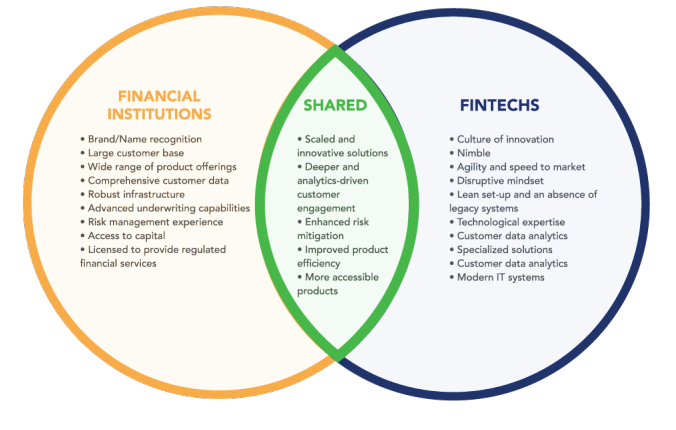 FINANCIAL
INSTITUTIONS
• Brand/Name recognition
• Large customer base
• Wide range of product offerings
• Comprehensive customer data
• Robust infrastructure
• Advanced underwriting capabilities
• Risk management experience
• Access to capital
• Licensed to provide regulated
financial services
SHARED
• Scaled and
innovative solutions
• Deeper and
analytics-driven
customer
engagement
• Enhanced risk
mitigation
• Improved product
efficiency
• More accessible
products
FINTECHS
• Culture of innovation
• Nimble
• Agility and speed to market
• Disruptive mindset
• Lean set-up and an absence of
legacy systems
• Technological expertise
• Customer data analytics
• Specialized solutions
• Customer data analytics
• Modern IT systems